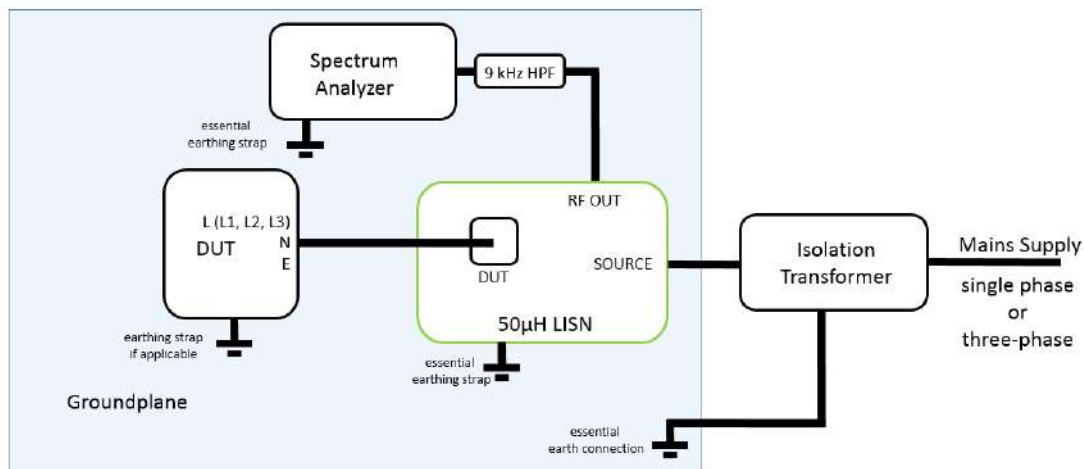 Spectrum
Analyzer
9 kHz HPF
essential
earthing strap
RF OUT
L (L1, L2, L3)
N
DUT
E
DUT
SOURCE
Isolation
Transformer
Mains Supply
single phase
or
three-phase
50µH LISN
earthing strap
if applicable
essential
earthing strap
Groundplane
essential
earth connection